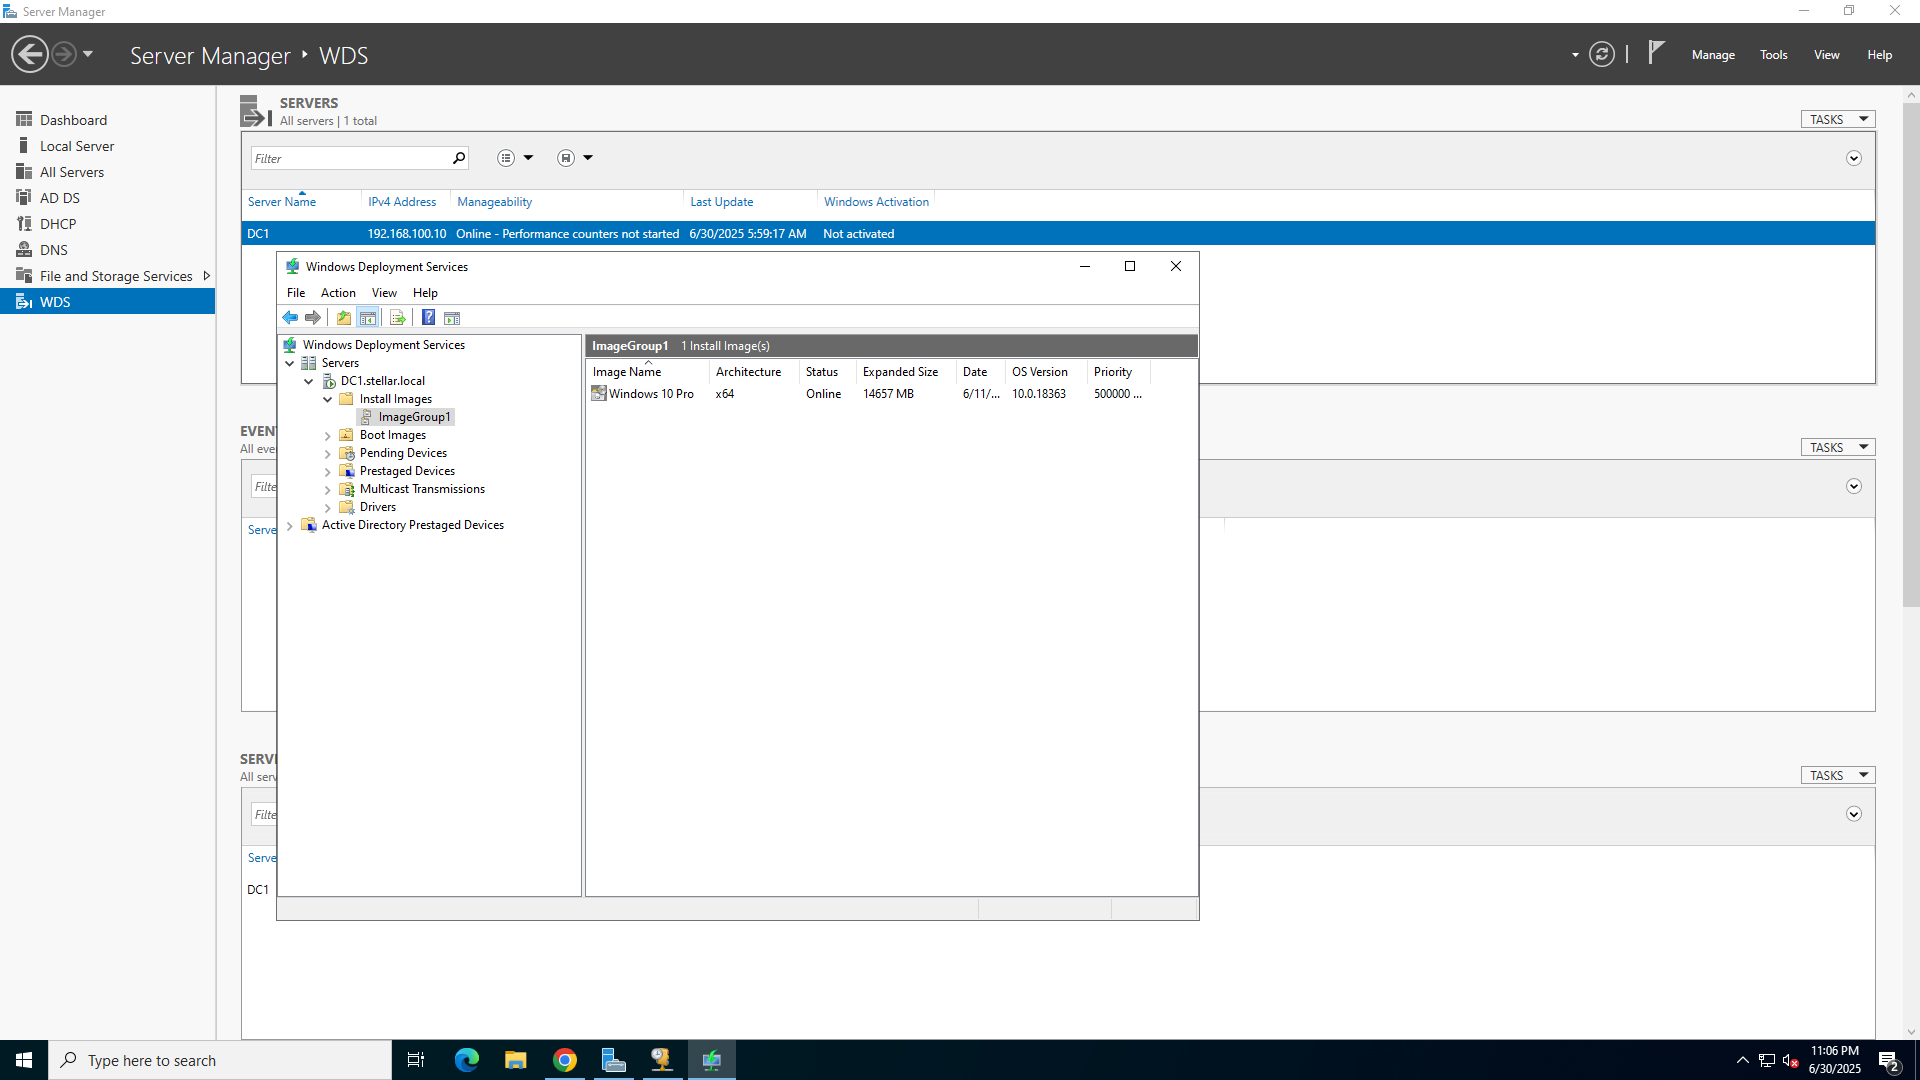 Server Manager
Server Manager ‣ WDS
Manage Tools View Help
Dashboard
Local Server
All Servers
AD DS
DHCP
DNS
File and Storage Services
WDS
SERVERS
All servers | 1 total
TASKS
Filter
Server Name IPv4 Address Manageability Last Update Windows Activation
DC1 192.168.100.10 Online - Performance counters not started 6/30/2025 5:59:17 AM Not activated
Windows Deployment Services
File Action View Help
Windows Deployment Services
Servers
DC1.stellar.local
Install Images
ImageGroup1
Boot Images
Pending Devices
Prestaged Devices
Multicast Transmissions
Drivers
Active Directory Prestaged Devices
ImageGroup1 1 Install Image(s)
Image Name Architecture Status Expanded Size Date OS Version Priority
Windows 10 Pro x64 Online 14657 MB 6/11/... 10.0.18363 500000 ...
EVEN
All eve
TASKS
Filte
Serve
SERVI
All serv
TASKS
Filte
Serve
DC1
Type here to search
11:06 PM
6/30/2025
2